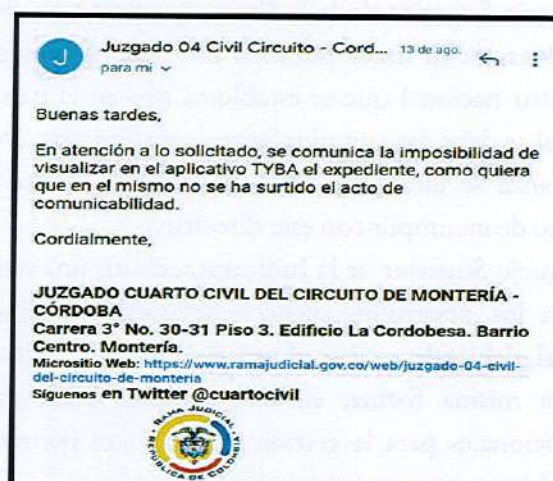 J
Juzgado 04 Civil Circuito - Cord... 13 de ago.
para mí
Buenas tardes,
En atención a lo solicitado, se comunica la imposibilidad de
visualizar en el aplicativo TYBA el expediente, como quiera
que en el mismo no se ha surtido el acto de
comunicabilidad.
Cordialmente,
JUZGADO CUARTO CIVIL DEL CIRCUITO DE MONTERÍA -
CÓRDOBA
Carrera 3° No. 30-31 Piso 3. Edificio La Cordobesa. Barrio
Centro. Montería.
Micrositio Web: https://www.ramajudicial.gov.co/web/juzgado-04-civil-
del-circuito-de-monteria
Síguenos en Twitter @cuartocivil
RAMA JUDICIAL
REPÚBLICA DE COLOMBIA